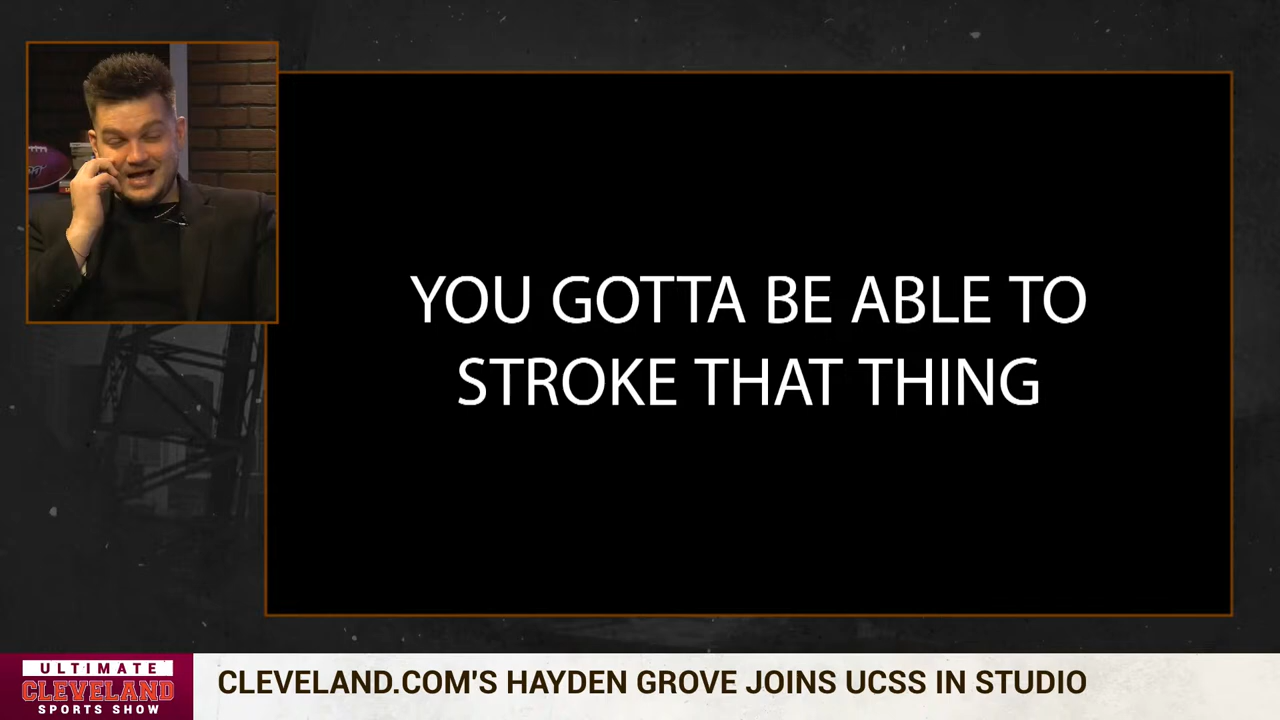 YOU GOTTA BE ABLE TO
STROKE THAT THING
ULTIMATE
CLEVELAND
SPORTS SHOW
CLEVELAND.COM'S HAYDEN GROVE JOINS UCSS IN STUDIO